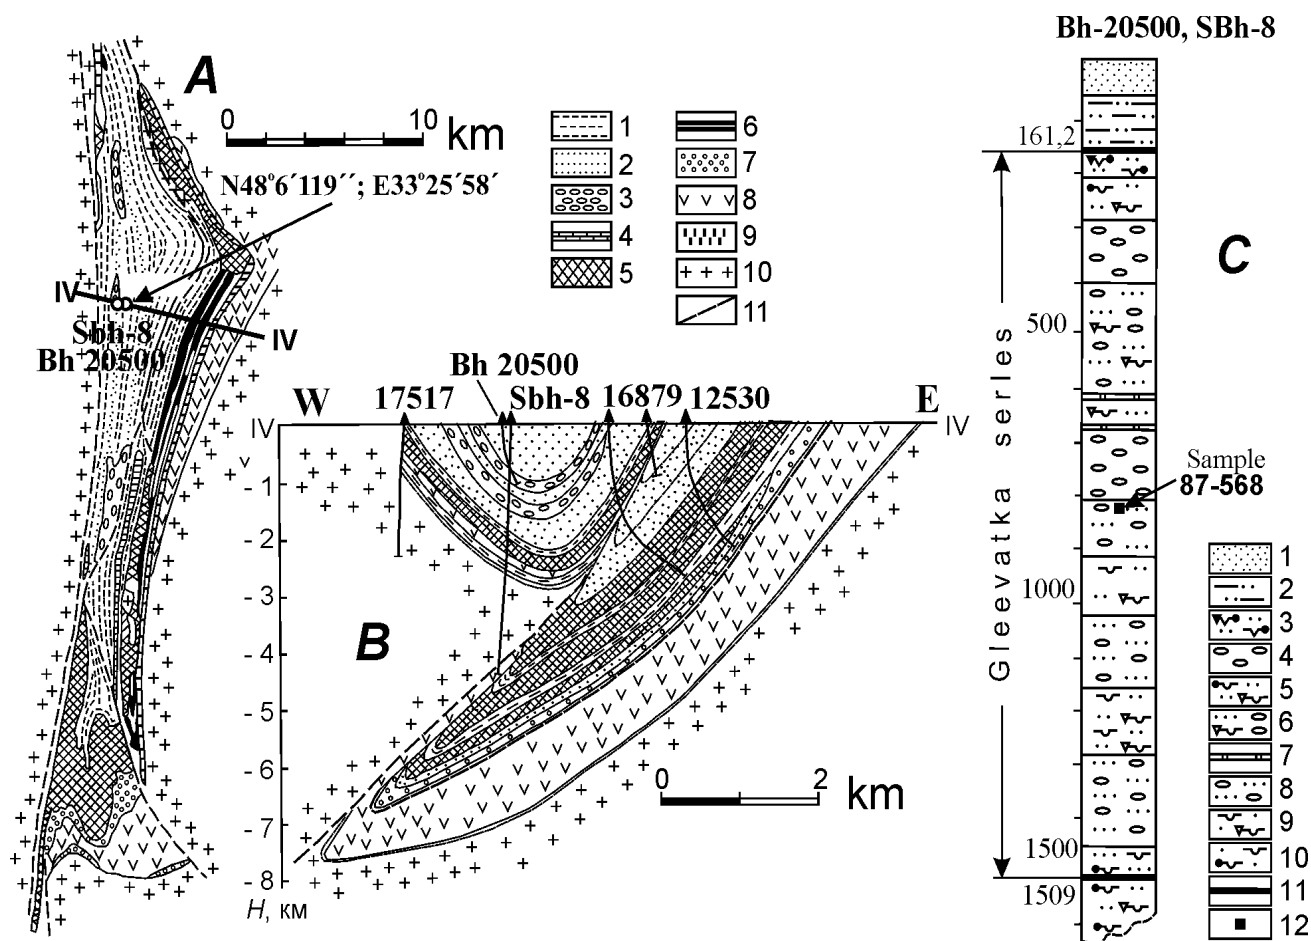 Bh-20500, SBh-8
A
0 10 km
N48°6´119´´; E33°25´58´
IV
Sbh-8
Bh 20500
IV
1
2
3
4
5
6
7
8
9
10
11
W 17517 Bh 20500 Sbh-8 16879 12530 E
IV IV
- 1
- 2
- 3
- 4
- 5
- 6
- 7
- 8
H, км
B
0 2 km
C
161,2
500
1000
1500
1509
Gleevatka serles
Sample
87-568
1
2
3
4
5
6
7
8
9
10
11
12